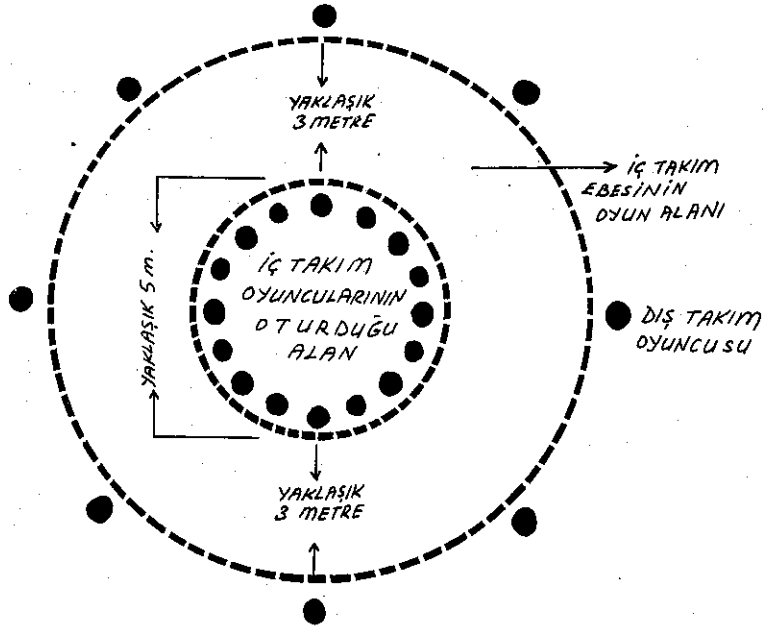 YAKLAŞIK
3 METRE
İÇ TAKIM
EBESİNİN
OYUN ALANI
YAKLAŞIK 5 m.
İÇ TAKIM
OYUNCULARININ
OTURDUĞU
ALAN
DIŞ TAKIM
OYUNCUSU
YAKLAŞIK
3 METRE